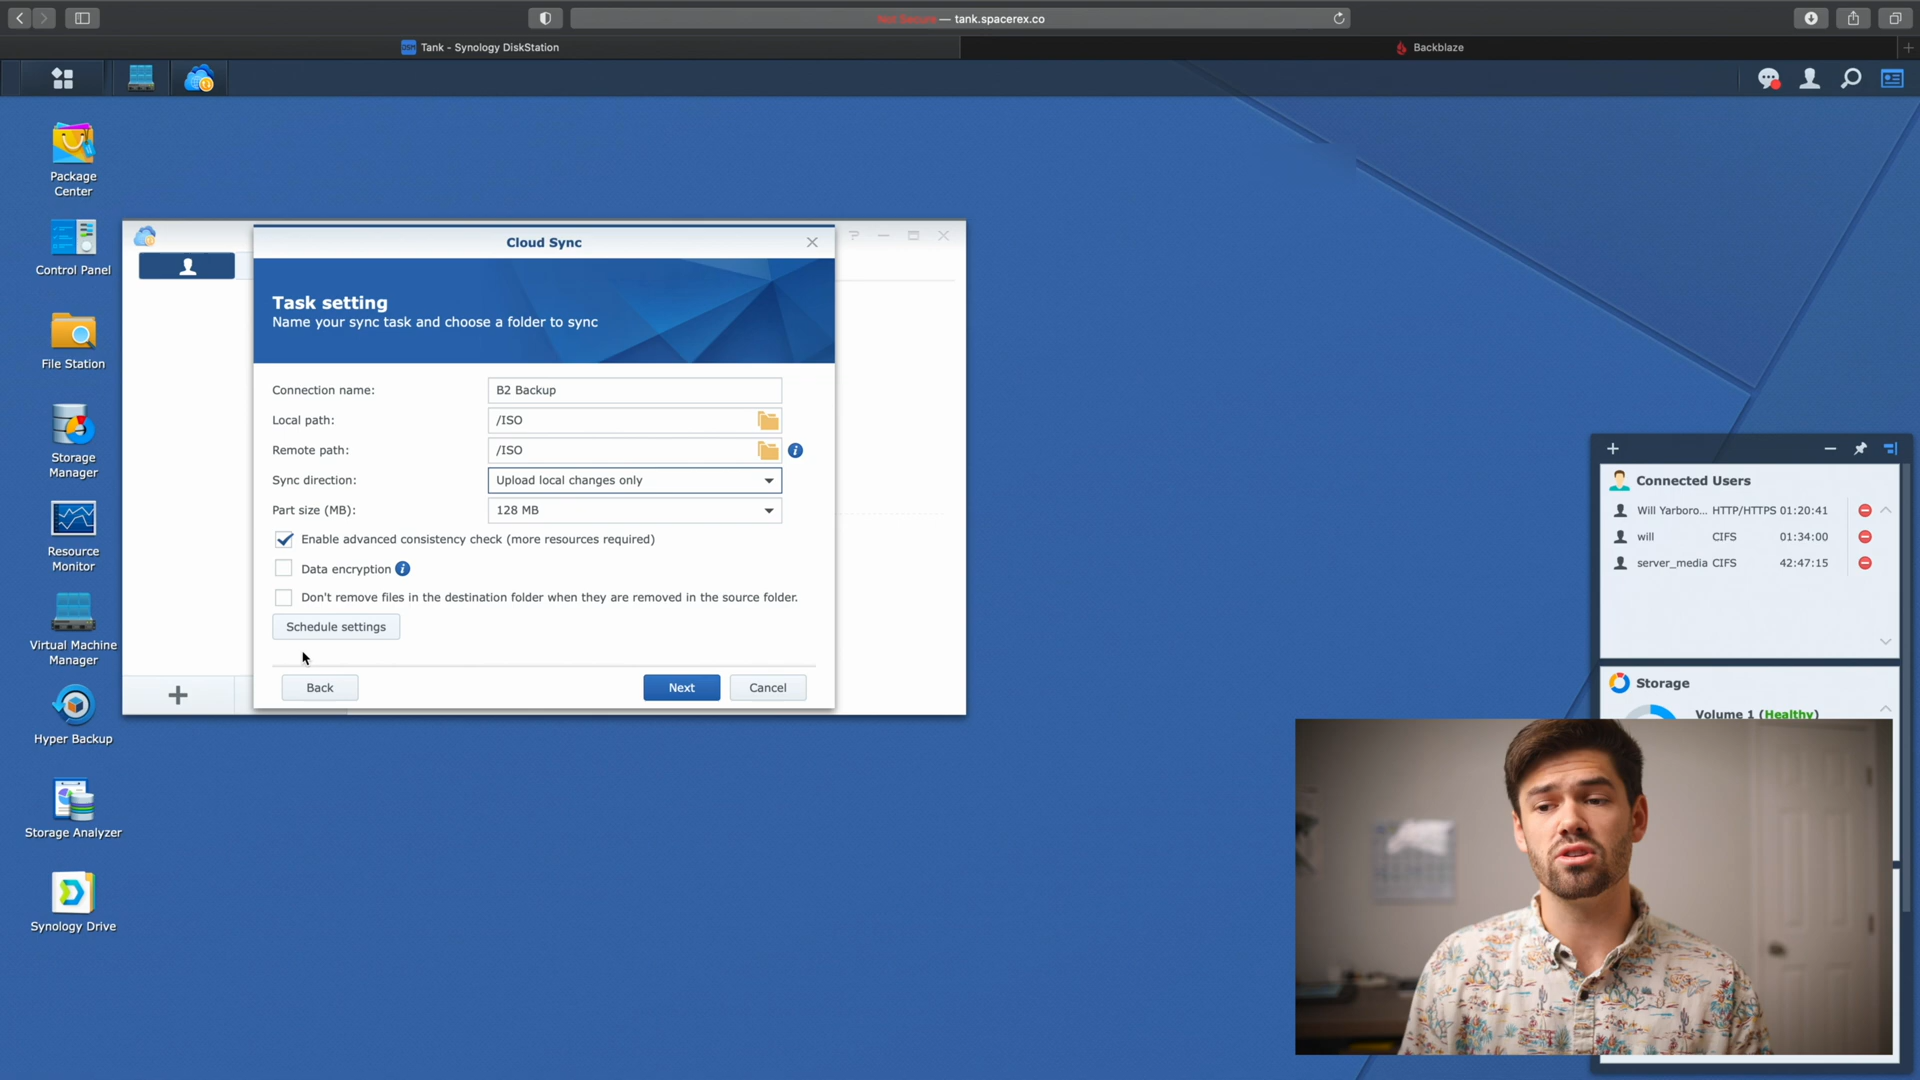 Not Secure — tank.spacerex.co
Tank - Synology DiskStation
Backblaze
Package
Center
Control Panel
File Station
Storage
Manager
Resource
Monitor
Virtual Machine
Manager
Hyper Backup
Storage Analyzer
Synology Drive
Cloud Sync
Task setting
Name your sync task and choose a folder to sync
Connection name: B2 Backup
Local path: /ISO
Remote path: /ISO
Sync direction: Upload local changes only
Part size (MB): 128 MB
Enable advanced consistency check (more resources required)
Data encryption
Don't remove files in the destination folder when they are removed in the source folder.
Schedule settings
Back Next Cancel
Connected Users
Will Yarboro... HTTP/HTTPS 01:20:41
will CIFS 01:34:00
server_media CIFS 42:47:15
Storage
Volume 1 (Healthy)